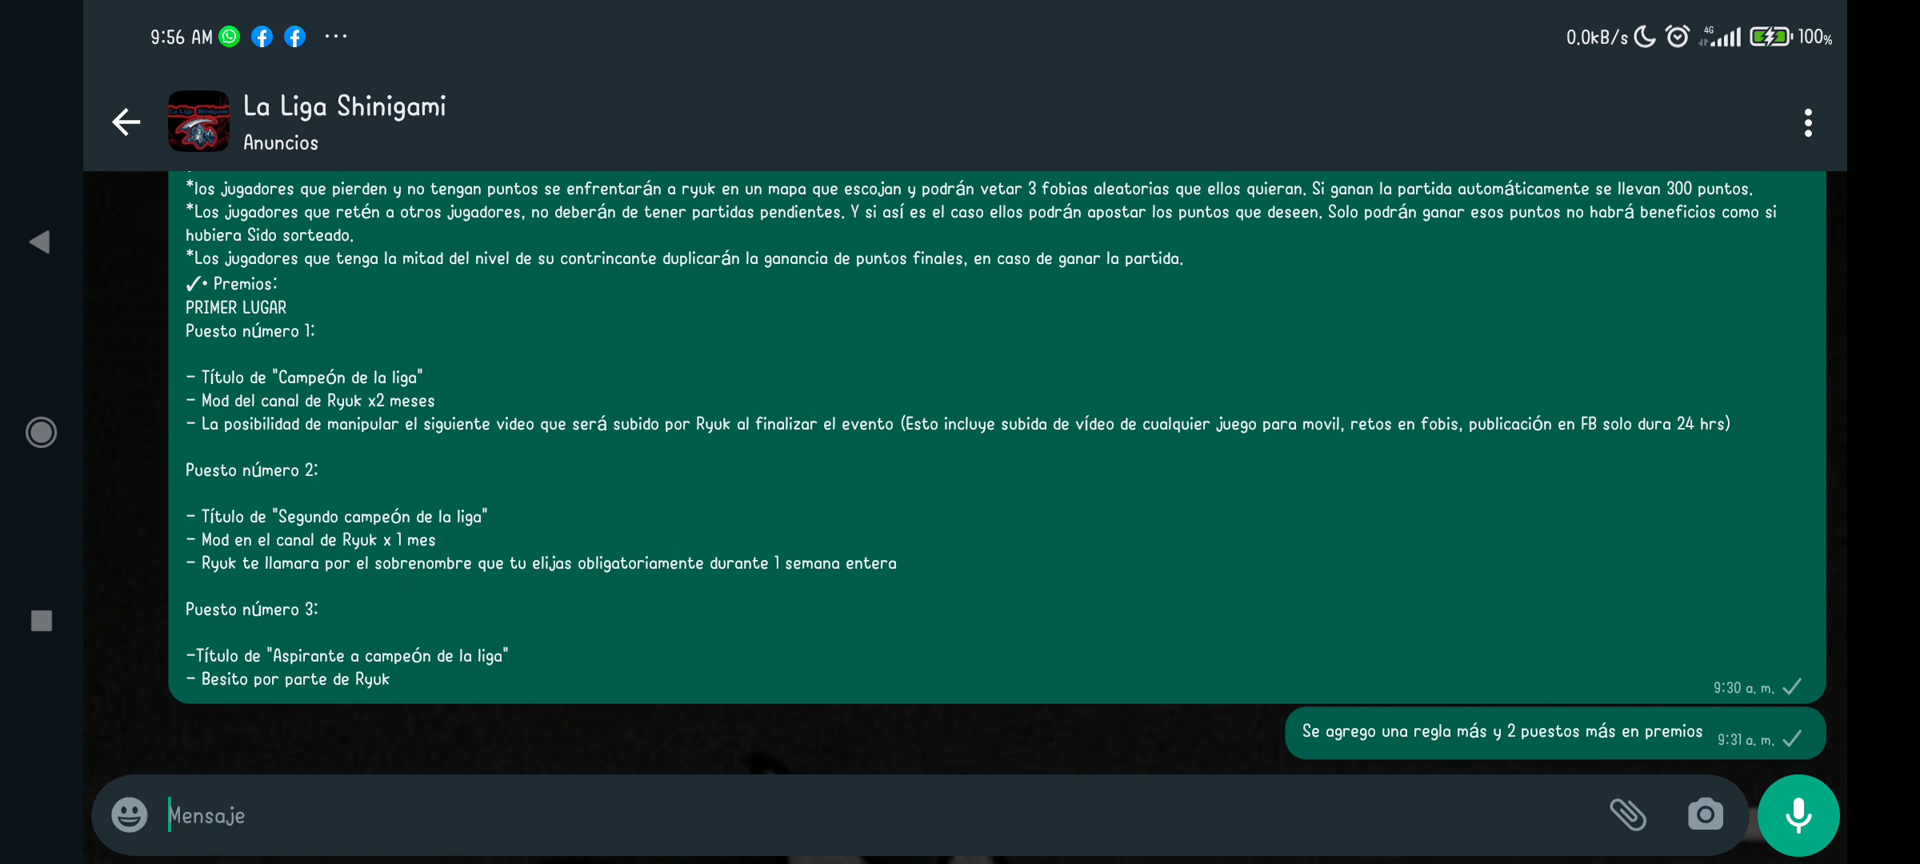 9:56 AM ... 0.0kB/s 4G 100%
La Liga Shinigami
Anuncios
*los jugadores que pierden y no tengan puntos se enfrentarán a ryuk en un mapa que escojan y podrán vetar 3 fobias aleatorias que ellos quieran. Si ganan la partida automáticamente se llevan 300 puntos.
*Los jugadores que retén a otros jugadores, no deberán de tener partidas pendientes. Y si así es el caso ellos podrán apostar los puntos que deseen. Solo podrán ganar esos puntos no habrá beneficios como si
hubiera Sido sorteado.
*Los jugadores que tenga la mitad del nivel de su contrincante duplicarán la ganancia de puntos finales, en caso de ganar la partida.
✓• Premios:
PRIMER LUGAR
Puesto número 1:
- Título de "Campeón de la liga"
- Mod del canal de Ryuk x2 meses
- La posibilidad de manipular el siguiente video que será subido por Ryuk al finalizar el evento (Esto incluye subida de vídeo de cualquier juego para movil, retos en fobis, publicación en FB solo dura 24 hrs)
Puesto número 2:
- Título de "Segundo campeón de la liga"
- Mod en el canal de Ryuk x 1 mes
- Ryuk te llamara por el sobrenombre que tu elijas obligatoriamente durante 1 semana entera
Puesto número 3:
-Título de "Aspirante a campeón de la liga"
- Besito por parte de Ryuk
9:30 a. m.
Se agrego una regla más y 2 puestos más en premios 9:31 a. m.
Mensaje